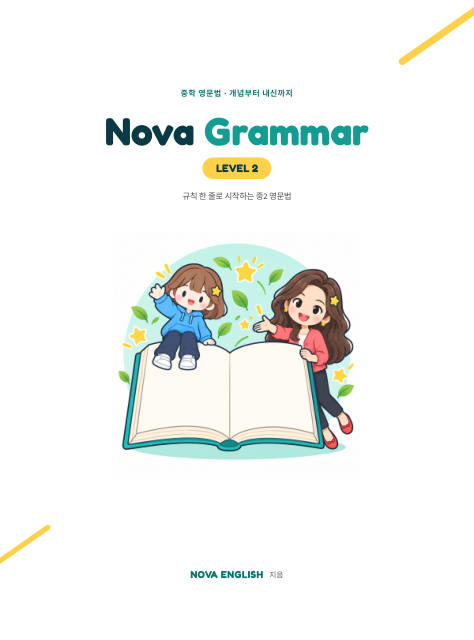 중학 영문법 · 개념부터 내신까지
Nova Grammar
LEVEL 2
규칙 한 줄로 시작하는 중2 영문법
NOVA ENGLISH 지음